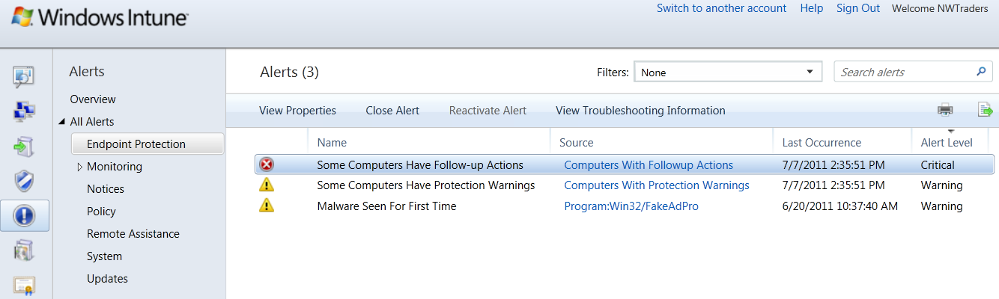 Windows Intune™
Switch to another account Help Sign Out Welcome NWTraders
Alerts
Overview
All Alerts
Endpoint Protection
Monitoring
Notices
Policy
Remote Assistance
System
Updates
Alerts (3) Filters: None Search alerts
View Properties Close Alert Reactivate Alert View Troubleshooting Information
Name Source Last Occurrence Alert Level
Some Computers Have Follow-up Actions Computers With Followup Actions 7/7/2011 2:35:51 PM Critical
Some Computers Have Protection Warnings Computers With Protection Warnings 7/7/2011 2:35:51 PM Warning
Malware Seen For First Time Program:Win32/FakeAdPro 6/20/2011 10:37:40 AM Warning